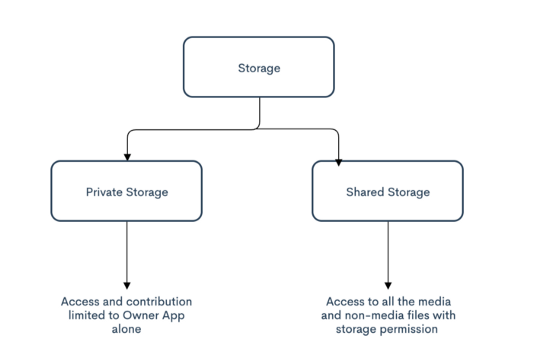 Storage
Private Storage
Shared Storage
Access and contribution
limited to Owner App
alone
Access to all the media
and non-media files with
storage permission